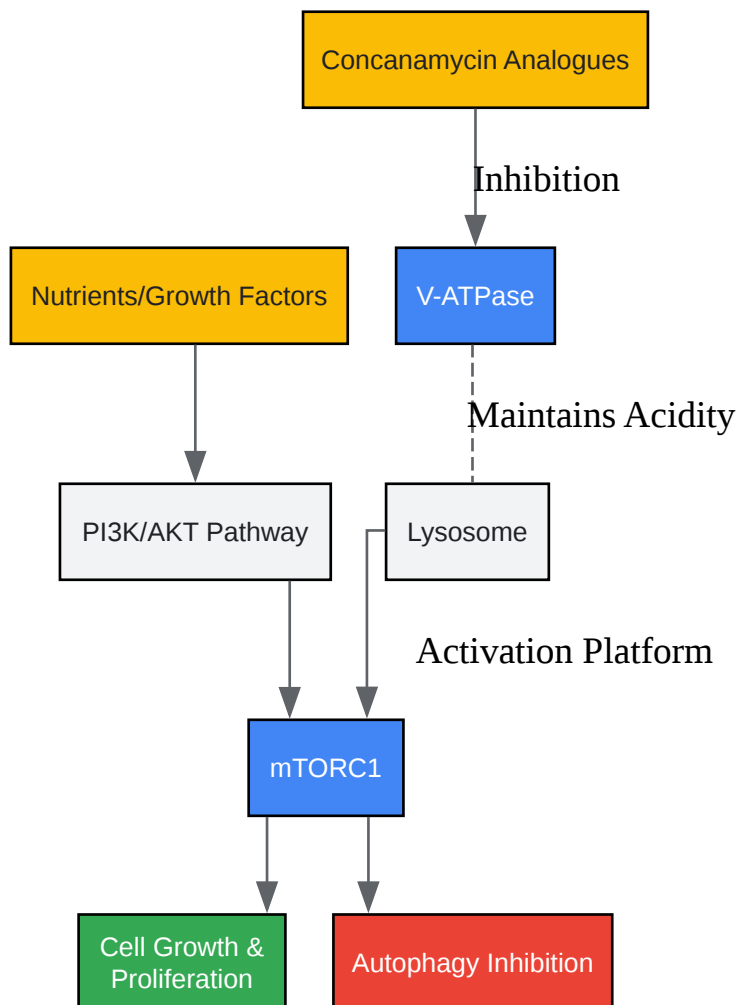 Concanamycin Analogues
Inhibition
Nutrients/Growth Factors
V-ATPase
Maintains Acidity
PI3K/AKT Pathway
Lysosome
Activation Platform
mTORC1
Cell Growth &
Proliferation
Autophagy Inhibition